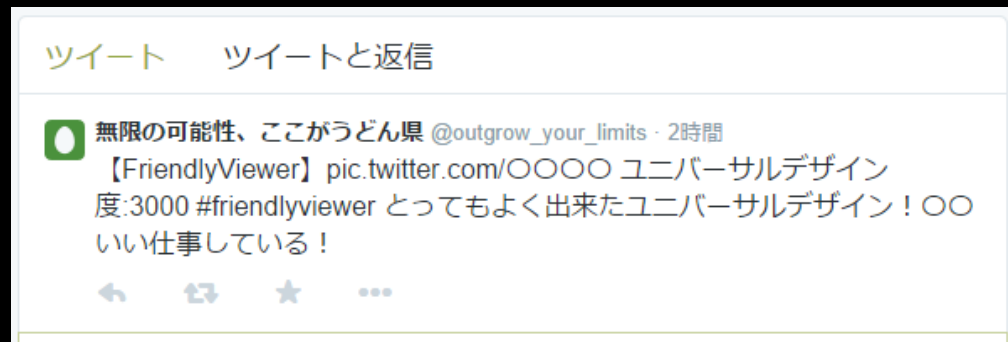 ツイート ツイートと返信
無限の可能性、ここがうどん県 @outgrow_your_limits · 2時間
【FriendlyViewer】pic.twitter.com/〇〇〇〇 ユニバーサルデザイン
度:3000 #friendlyviewer とってもよく出来たユニバーサルデザイン！〇〇
いい仕事している！